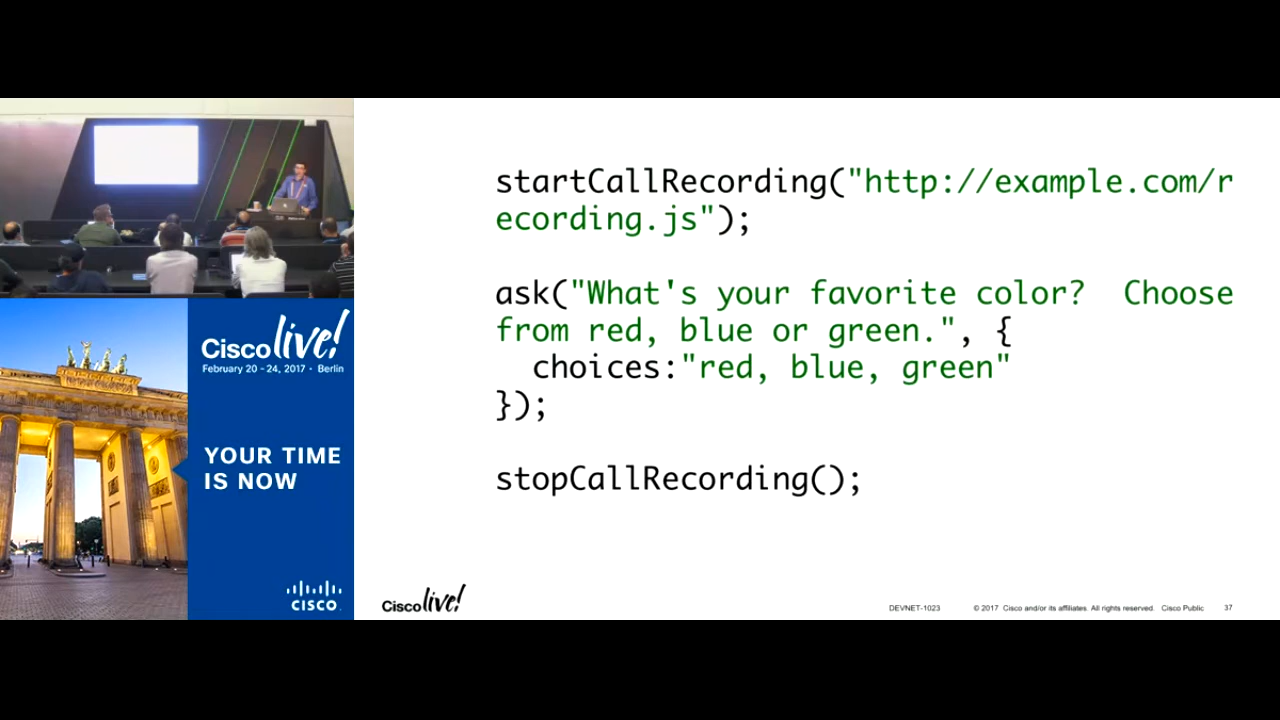 Cisco live!
February 20 - 24, 2017 • Berlin
YOUR TIME
IS NOW
CISCO
startCallRecording("http://example.com/r
ecording.js");
ask("What's your favorite color?  Choose
from red, blue or green.", {
  choices:"red, blue, green"
});
stopCallRecording();
Cisco live!
DEVNET-1023 © 2017 Cisco and/or its affiliates. All rights reserved. Cisco Public 37